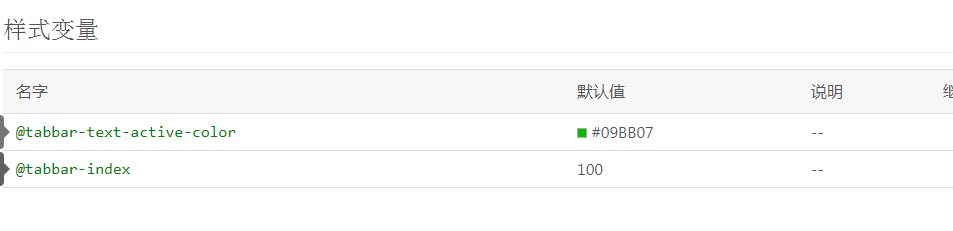 样式变量
名字 默认值 说明
@tabbar-text-active-color #09BB07 --
@tabbar-index 100 --